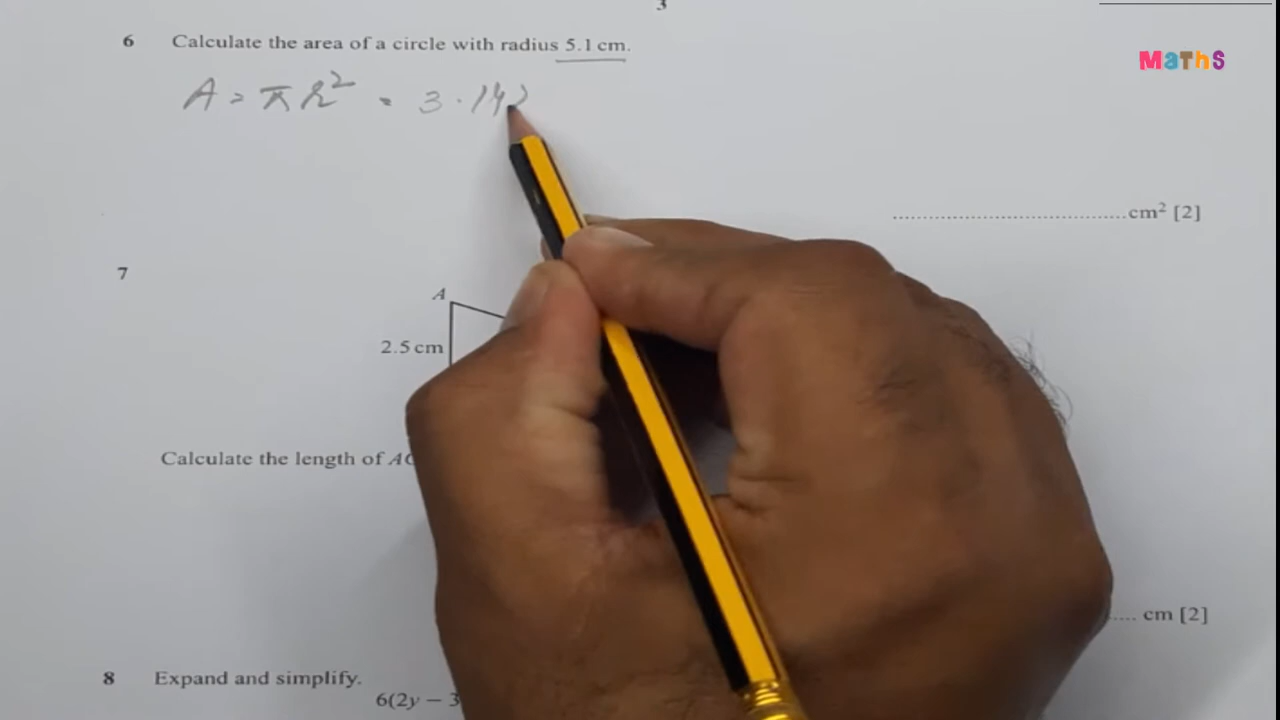 3
MaTHS
6 Calculate the area of a circle with radius 5.1 cm.
A = πr² = 3.142
..............................cm² [2]
7
A
2.5 cm
Calculate the length of AC
.... cm [2]
8 Expand and simplify.
6(2y – 3